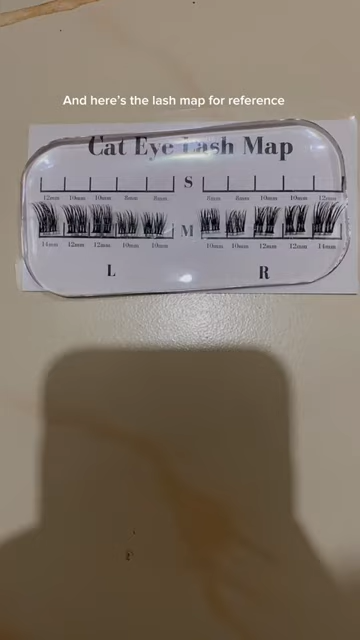 And here's the lash map for reference
Cat Eye Lash Map
S
12mm 10mm 10mm 8mm 8mm 8mm 8mm 10mm 10mm 12mm
M
14mm 12mm 12mm 10mm 10mm 10mm 10mm 12mm 12mm 14mm
L R